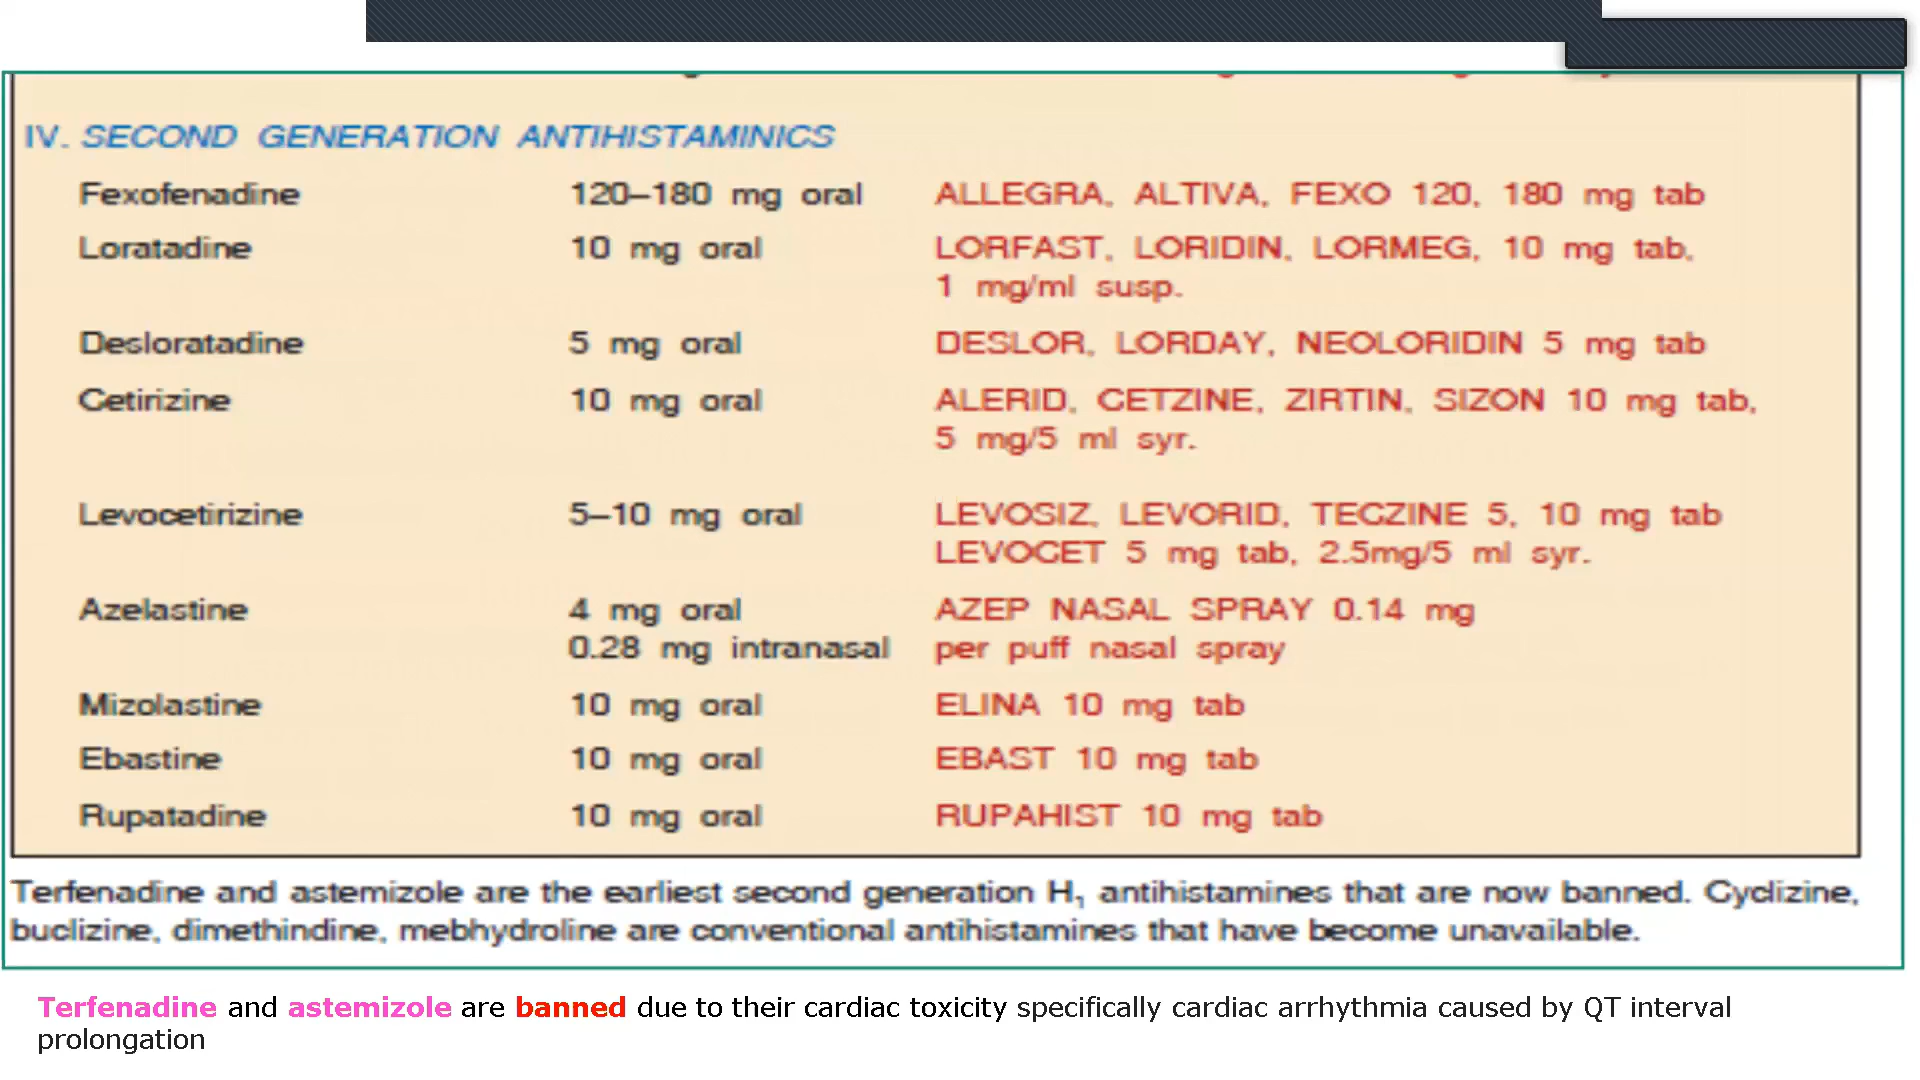 IV. SECOND GENERATION ANTIHISTAMINICS
Fexofenadine 120–180 mg oral ALLEGRA, ALTIVA, FEXO 120, 180 mg tab
Loratadine 10 mg oral LORFAST, LORIDIN, LORMEG, 10 mg tab,
1 mg/ml susp.
Desloratadine 5 mg oral DESLOR, LORDAY, NEOLORIDIN 5 mg tab
Cetirizine 10 mg oral ALERID, CETZINE, ZIRTIN, SIZON 10 mg tab,
5 mg/5 ml syr.
Levocetirizine 5–10 mg oral LEVOSIZ, LEVORID, TECZINE 5, 10 mg tab
LEVOCET 5 mg tab, 2.5mg/5 ml syr.
Azelastine 4 mg oral AZEP NASAL SPRAY 0.14 mg
0.28 mg intranasal per puff nasal spray
Mizolastine 10 mg oral ELINA 10 mg tab
Ebastine 10 mg oral EBAST 10 mg tab
Rupatadine 10 mg oral RUPAHIST 10 mg tab
Terfenadine and astemizole are the earliest second generation H₁ antihistamines that are now banned. Cyclizine,
buclizine, dimethindine, mebhydroline are conventional antihistamines that have become unavailable.
Terfenadine and astemizole are banned due to their cardiac toxicity specifically cardiac arrhythmia caused by QT interval
prolongation